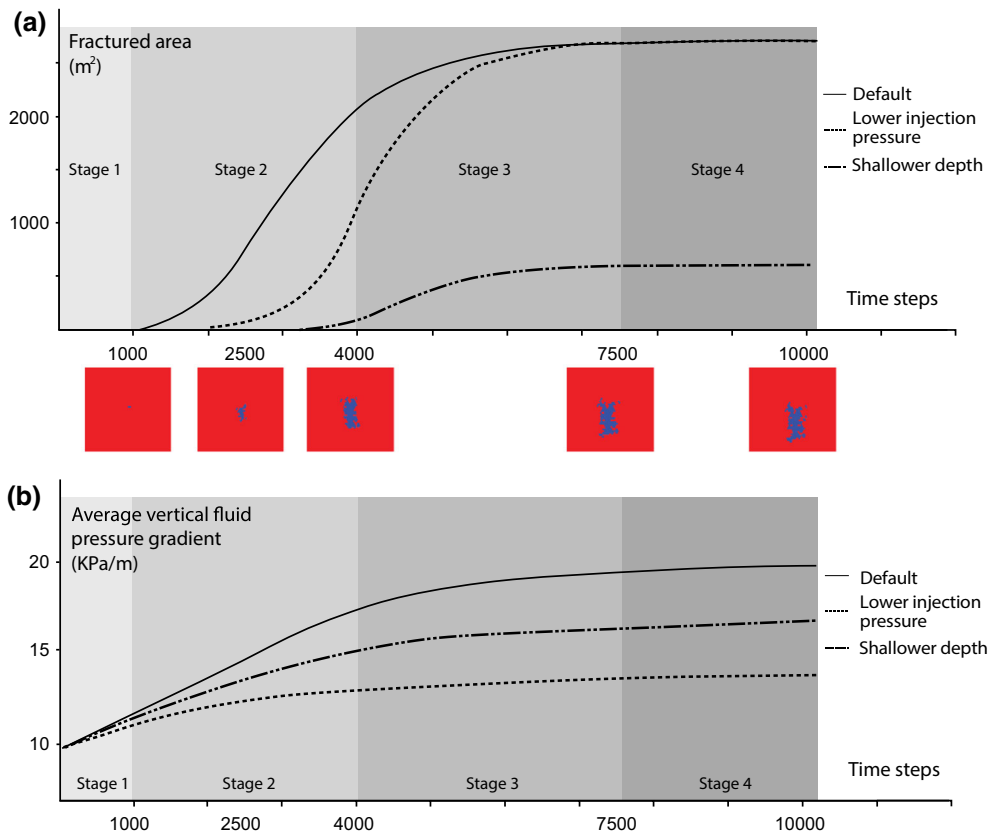 (a)
Fractured area
(m²)
2000
1000
Stage 1
Stage 2
Stage 3
Stage 4
Default
Lower injection
pressure
Shallower depth
Time steps
1000
2500
4000
7500
10000
(b)
Average vertical fluid
pressure gradient
(KPa/m)
20
15
10
Default
Lower injection
pressure
Shallower depth
Stage 1
Stage 2
Stage 3
Stage 4
Time steps
1000
2500
4000
7500
10000